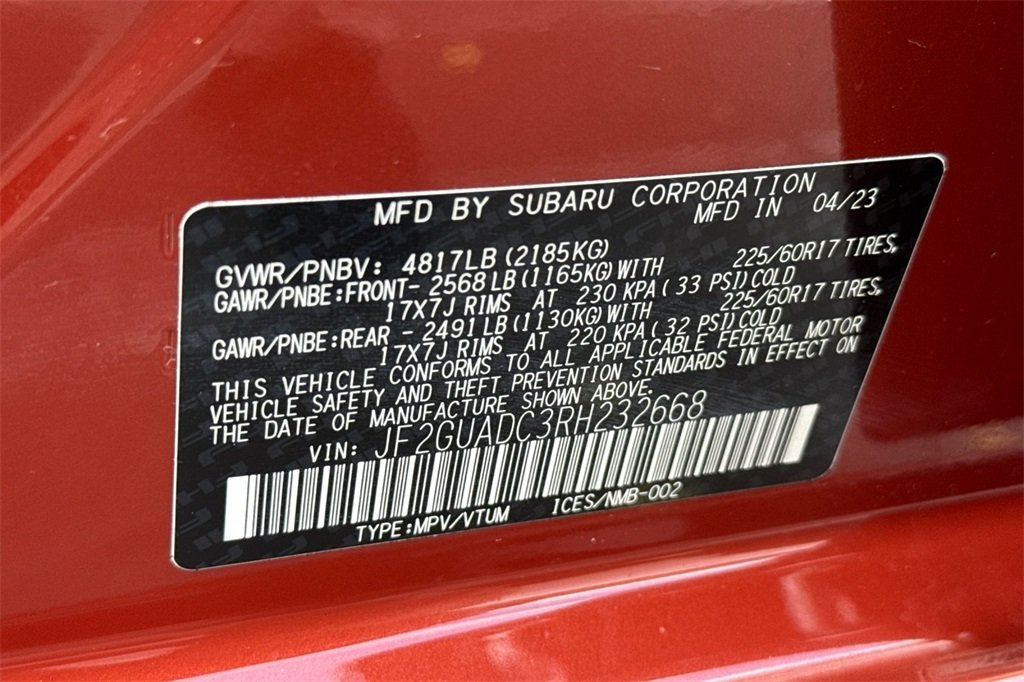 MFD BY SUBARU CORPORATION
MFD IN 04/23
GVWR/PNBV: 4817LB (2185KG)
GAWR/PNBE:FRONT- 2568LB (1165KG) WITH 225/60R17 TIRES,
17X7J RIMS AT 230 KPA ( 33 PSI) COLD
GAWR/PNBE:REAR - 2491LB (1130KG) WITH 225/60R17 TIRES,
17X7J RIMS AT 220 KPA ( 32 PSI) COLD
THIS VEHICLE CONFORMS TO ALL APPLICABLE FEDERAL MOTOR
VEHICLE SAFETY AND THEFT PREVENTION STANDARDS IN EFFECT ON
THE DATE OF MANUFACTURE SHOWN ABOVE.
VIN: JF2GUADC3RH232668
TYPE:MPV/VTUM ICES/NMB-002